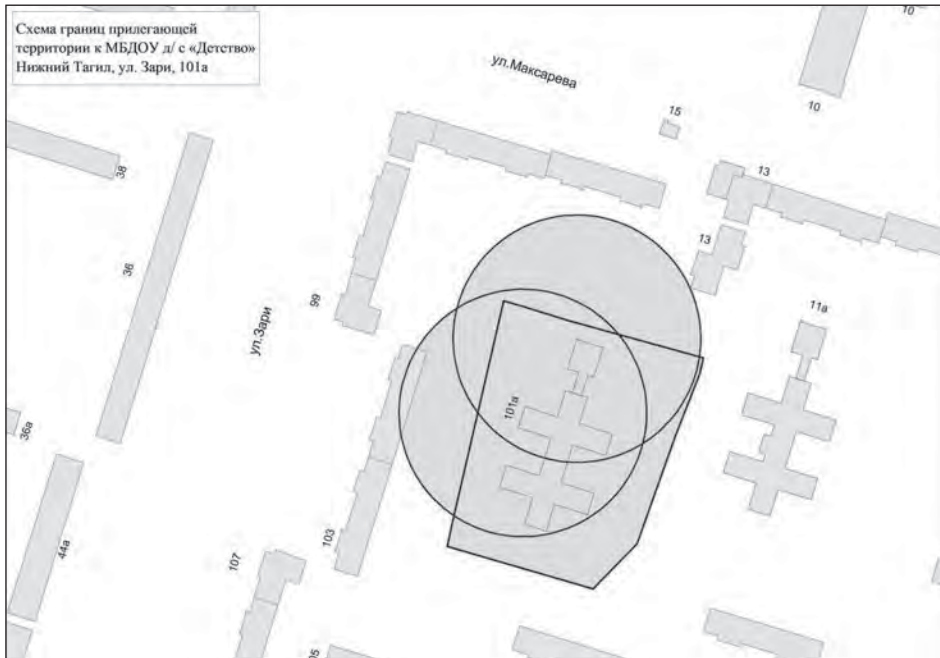 Схема границ прилегающей
территории к МБДОУ д/ с «Детство»
Нижний Тагил, ул. Зари, 101а
10
ул.Максарева
10
15
13
38
36
13
99
ул.Зари
11а
101а
36а
103
107
44а
05